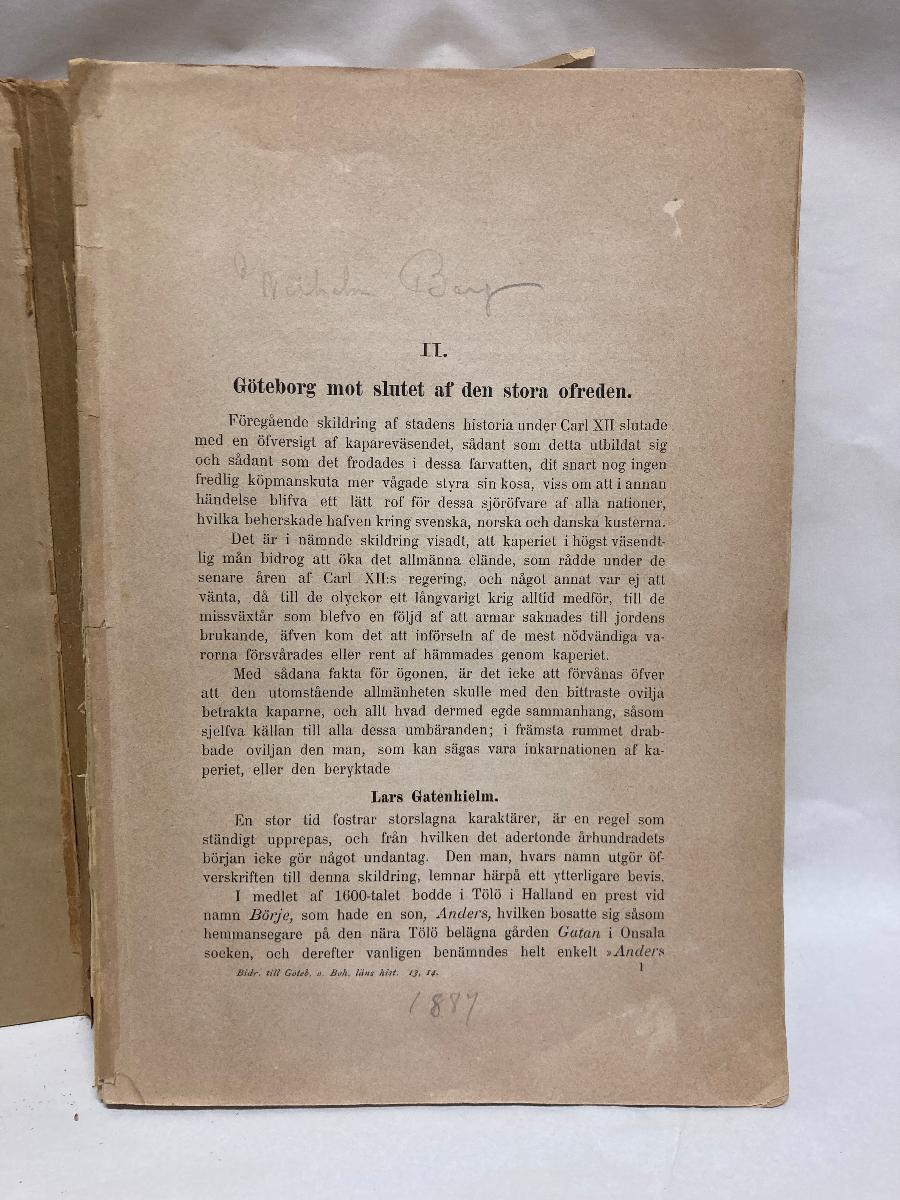 Wilhelm Berg
II.
Göteborg mot slutet af den stora ofreden.
Föregående skildring af stadens historia under Carl XII slutade
med en öfversigt af kapareväsendet, sådant som detta utbildat sig
och sådant som det frodades i dessa farvatten, dit snart nog ingen
fredlig köpmanskuta mer vågade styra sin kosa, viss om att i annan
händelse blifva ett lätt rof för dessa sjöröfvare af alla nationer,
hvilka beherskade hafven kring svenska, norska och danska kusterna.
Det är i nämnde skildring visadt, att kaperiet i högst väsendt-
lig mån bidrog att öka det allmänna elände, som rådde under de
senare åren af Carl XII:s regering, och något annat var ej att
vänta, då till de olyckor ett långvarigt krig alltid medför, till de
missväxtår som blefvo en följd af att armar saknades till jordens
brukande, äfven kom det att införseln af de mest nödvändiga va-
rorna försvårades eller rent af hämmades genom kaperiet.
Med sådana fakta för ögonen, är det icke att förvånas öfver
att den utomstående allmänheten skulle med den bittraste ovilja
betrakta kaparne, och allt hvad dermed egde sammanhang, såsom
sjelfva källan till alla dessa umbäranden; i främsta rummet drab-
bade oviljan den man, som kan sägas vara inkarnationen af ka-
periet, eller den beryktade
Lars Gatenhielm.
En stor tid fostrar storslagna karaktärer, är en regel som
ständigt upprepas, och från hvilken det adertonde århundradets
början icke gör något undantag. Den man, hvars namn utgör öf-
verskriften till denna skildring, lemnar härpå ett ytterligare bevis.
I medlet af 1600-talet bodde i Tölö i Halland en prest vid
namn Börje, som hade en son, Anders, hvilken bosatte sig såsom
hemmansegare på den nära Tölö belägna gården Gatan i Onsala
socken, och derefter vanligen benämndes helt enkelt »Anders
Bidr. till Göteb. o. Boh. läns hist. 13, 14. 1
1887